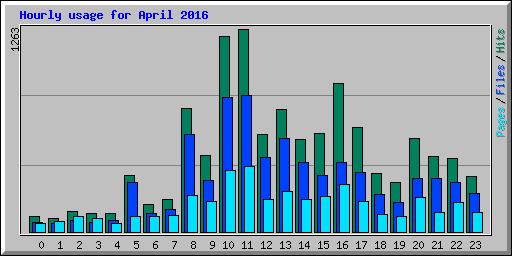 Hourly usage for April 2016
1263
Pages/Files/Hits
0 1 2 3 4 5 6 7 8 9 10 11 12 13 14 15 16 17 18 19 20 21 22 23